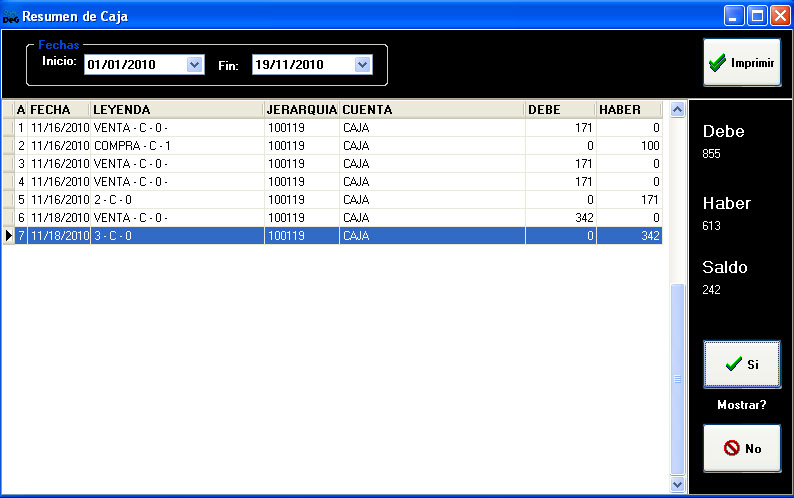 DeG Resumen de Caja
Fechas
Inicio: 01/01/2010 Fin: 19/11/2010
Imprimir
A FECHA LEYENDA JERARQUIA CUENTA DEBE HABER
1 11/16/2010 VENTA - C - 0 - 100119 CAJA 171 0
2 11/16/2010 COMPRA - C - 1 100119 CAJA 0 100
3 11/16/2010 VENTA - C - 0 - 100119 CAJA 171 0
4 11/16/2010 VENTA - C - 0 - 100119 CAJA 171 0
5 11/16/2010 2 - C - 0 100119 CAJA 0 171
6 11/18/2010 VENTA - C - 0 - 100119 CAJA 342 0
7 11/18/2010 3 - C - 0 100119 CAJA 0 342
Debe
855
Haber
613
Saldo
242
Si
Mostrar?
No